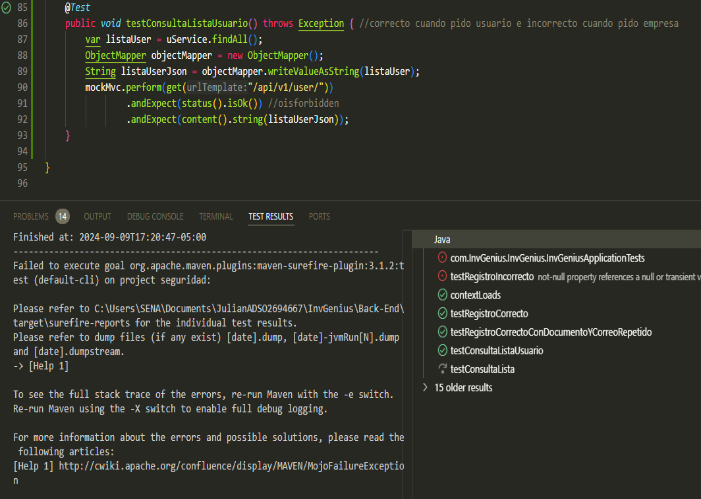 85 @Test
86 public void testConsultaListaUsuario() throws Exception { //correcto cuando pido usuario e incorrecto cuando pido empresa
87 var listaUser = uService.findAll();
88 ObjectMapper objectMapper = new ObjectMapper();
89 String listaUserJson = objectMapper.writeValueAsString(listaUser);
90 mockMvc.perform(get(urlTemplate:"/api/v1/user/"))
91 .andExpect(status().isOk()) //oisforbidden
92 .andExpect(content().string(listaUserJson));
93 }
94
95 }
96
PROBLEMS 14 OUTPUT DEBUG CONSOLE TERMINAL TEST RESULTS PORTS
Finished at: 2024-09-09T17:20:47-05:00
------------------------------------------------------------------------
Failed to execute goal org.apache.maven.plugins:maven-surefire-plugin:3.1.2:t
est (default-cli) on project seguridad:
Please refer to C:\Users\SENA\Documents\JulianADSO2694667\InvGenius\Back-End\
target\surefire-reports for the individual test results.
Please refer to dump files (if any exist) [date].dump, [date]-jvmRun[N].dump
and [date].dumpstream.
-> [Help 1]
To see the full stack trace of the errors, re-run Maven with the -e switch.
Re-run Maven using the -X switch to enable full debug logging.
For more information about the errors and possible solutions, please read the
following articles:
[Help 1] http://cwiki.apache.org/confluence/display/MAVEN/MojoFailureExceptio
n
Java
com.InvGenius.InvGenius.InvGeniusApplicationTests
testRegistroIncorrecto not-null property references a null or transient v
contextLoads
testRegistroCorrecto
testRegistroCorrectoConDocumentoYCorreoRepetido
testConsultaListaUsuario
testConsultaLista
15 older results